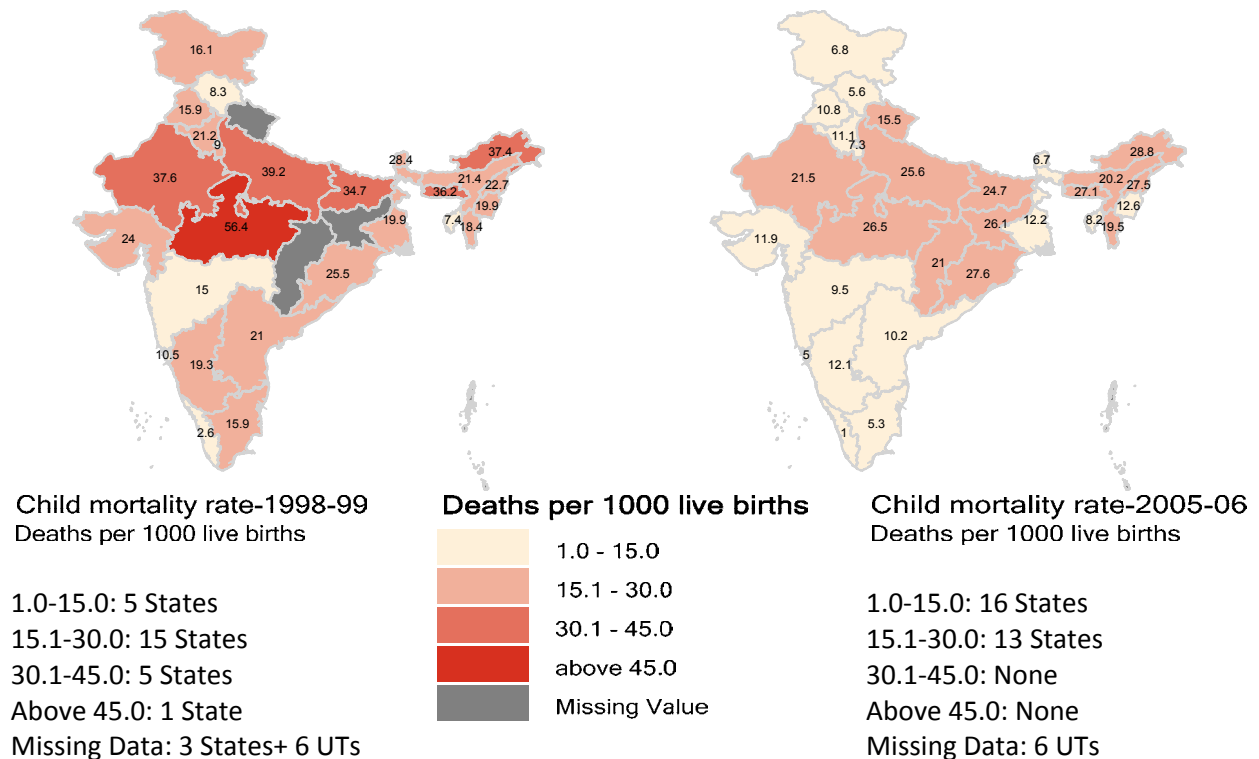 16.1
8.3
15.9
21.2
9
37.6
39.2
34.7
28.4
37.4
21.4
36.2
22.7
19.9
7.4
18.4
19.9
24
56.4
25.5
15
21
10.5
19.3
15.9
2.6
6.8
5.6
10.8
15.5
11.1
7.3
21.5
25.6
24.7
6.7
28.8
20.2
27.1
27.5
12.6
8.2
19.5
12.2
26.1
11.9
26.5
21
27.6
9.5
10.2
5
12.1
5.3
1
Child mortality rate-1998-99
Deaths per 1000 live births
1.0-15.0: 5 States
15.1-30.0: 15 States
30.1-45.0: 5 States
Above 45.0: 1 State
Missing Data: 3 States+ 6 UTs
Deaths per 1000 live births
1.0 - 15.0
15.1 - 30.0
30.1 - 45.0
above 45.0
Missing Value
Child mortality rate-2005-06
Deaths per 1000 live births
1.0-15.0: 16 States
15.1-30.0: 13 States
30.1-45.0: None
Above 45.0: None
Missing Data: 6 UTs